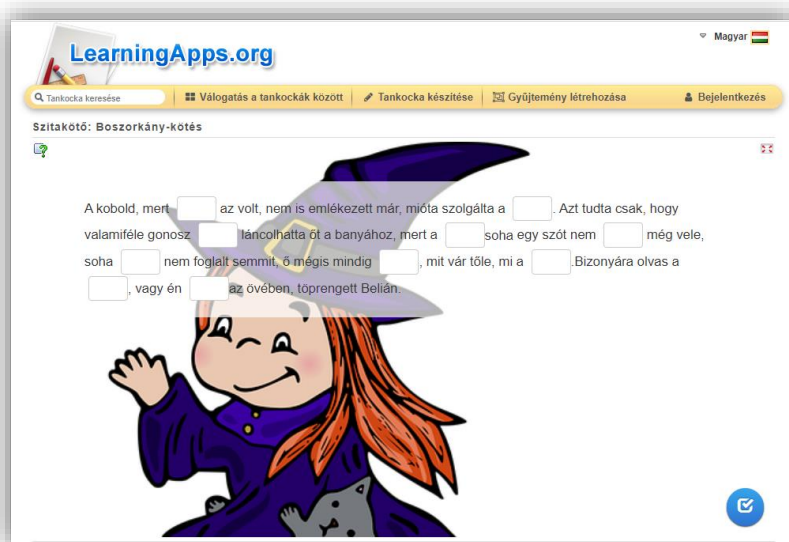 Magyar
LearningApps.org
Tankocka keresése Válogatás a tankockák között Tankocka készítése Gyűjtemény létrehozása Bejelentkezés
Szitakötő: Boszorkány-kötés
A kobold, mert az volt, nem is emlékezett már, mióta szolgálta a . Azt tudta csak, hogy
valamiféle gonosz láncolhatta őt a banyához, mert a soha egy szót nem még vele,
soha nem foglalt semmit, ő mégis mindig , mit vár tőle, mi a .Bizonyára olvas a
, vagy én az övében, töprengett Belián.